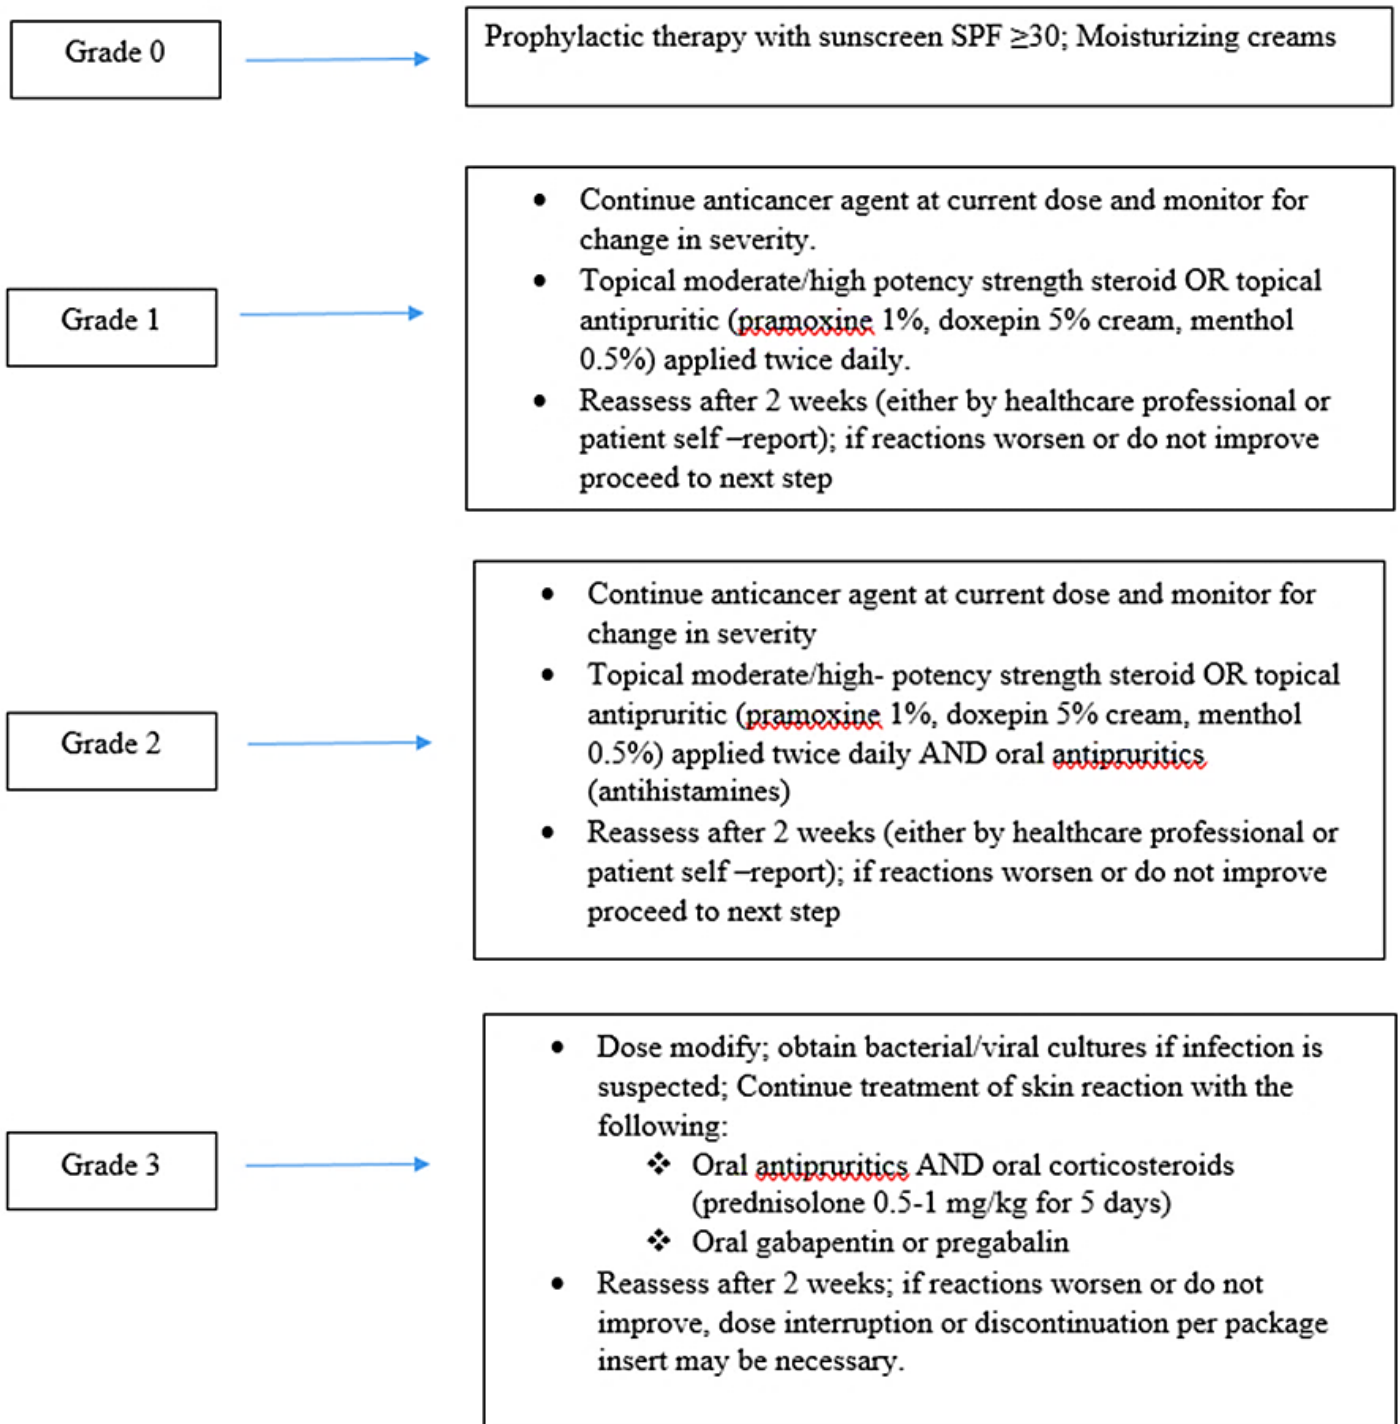 Grade 0
Prophylactic therapy with sunscreen SPF ≥30; Moisturizing creams
Grade 1
• Continue anticancer agent at current dose and monitor for
change in severity.
• Topical moderate/high potency strength steroid OR topical
antipruritic (pramoxine 1%, doxepin 5% cream, menthol
0.5%) applied twice daily.
• Reassess after 2 weeks (either by healthcare professional or
patient self–report); if reactions worsen or do not improve
proceed to next step
Grade 2
• Continue anticancer agent at current dose and monitor for
change in severity
• Topical moderate/high- potency strength steroid OR topical
antipruritic (pramoxine 1%, doxepin 5% cream, menthol
0.5%) applied twice daily AND oral antipruritics
(antihistamines)
• Reassess after 2 weeks (either by healthcare professional or
patient self–report); if reactions worsen or do not improve
proceed to next step
Grade 3
• Dose modify; obtain bacterial/viral cultures if infection is
suspected; Continue treatment of skin reaction with the
following:
❖ Oral antipruritics AND oral corticosteroids
(prednisolone 0.5-1 mg/kg for 5 days)
❖ Oral gabapentin or pregabalin
• Reassess after 2 weeks; if reactions worsen or do not
improve, dose interruption or discontinuation per package
insert may be necessary.